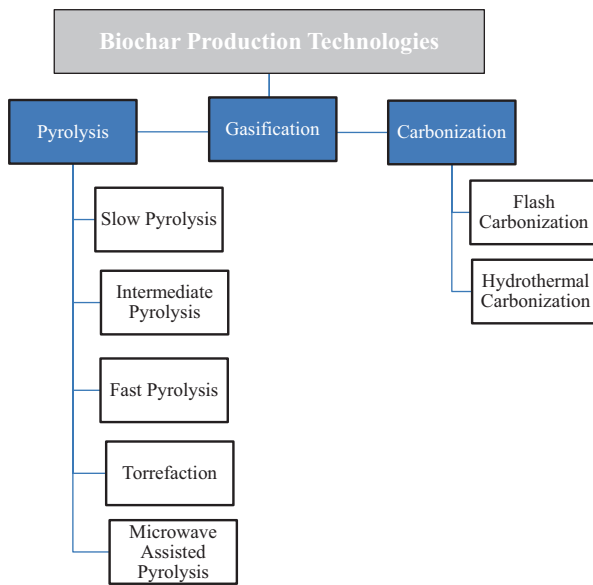 Biochar Production Technologies
Pyrolysis
Gasification
Carbonization
Slow Pyrolysis
Intermediate
Pyrolysis
Fast Pyrolysis
Torrefaction
Microwave
Assisted
Pyrolysis
Flash
Carbonization
Hydrothermal
Carbonization